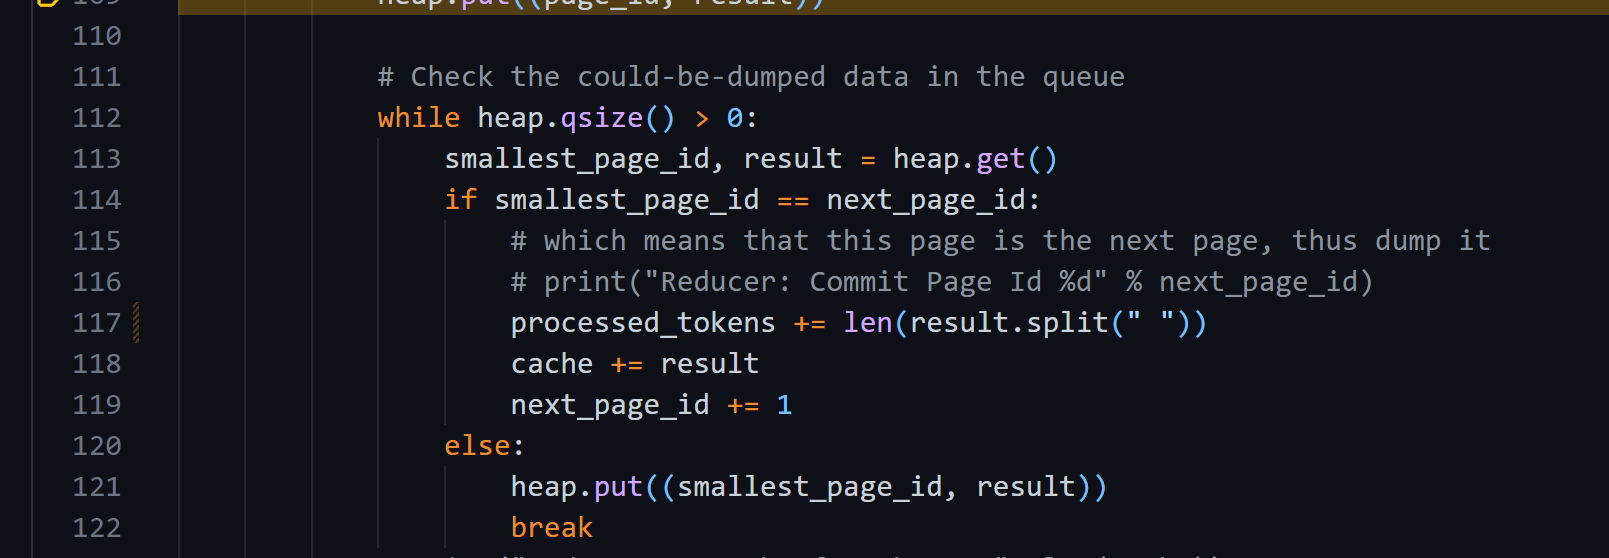 109 heap.put((page_id, result))
110
111 # Check the could-be-dumped data in the queue
112 while heap.qsize() > 0:
113 smallest_page_id, result = heap.get()
114 if smallest_page_id == next_page_id:
115 # which means that this page is the next page, thus dump it
116 # print("Reducer: Commit Page Id %d" % next_page_id)
117 processed_tokens += len(result.split(" "))
118 cache += result
119 next_page_id += 1
120 else:
121 heap.put((smallest_page_id, result))
122 break